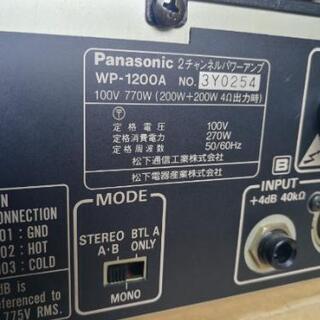 Panasonic 2チャンネルパワーアンプ
WP-1200A NO. 3Y0254
100V 770W (200W+200W 4Ω出力時)
定格電圧 100V
定格消費電力 270W
定格周波数 50/60Hz
松下通信工業株式会社
松下電器産業株式会社
ONNECTION
01 : GND
02 : HOT
03 : COLD
dB is
referenced to
.775V RMS.
MODE
STEREO BTL A
A·B ONLY
MONO
B
INPUT
+4dB 40kΩ